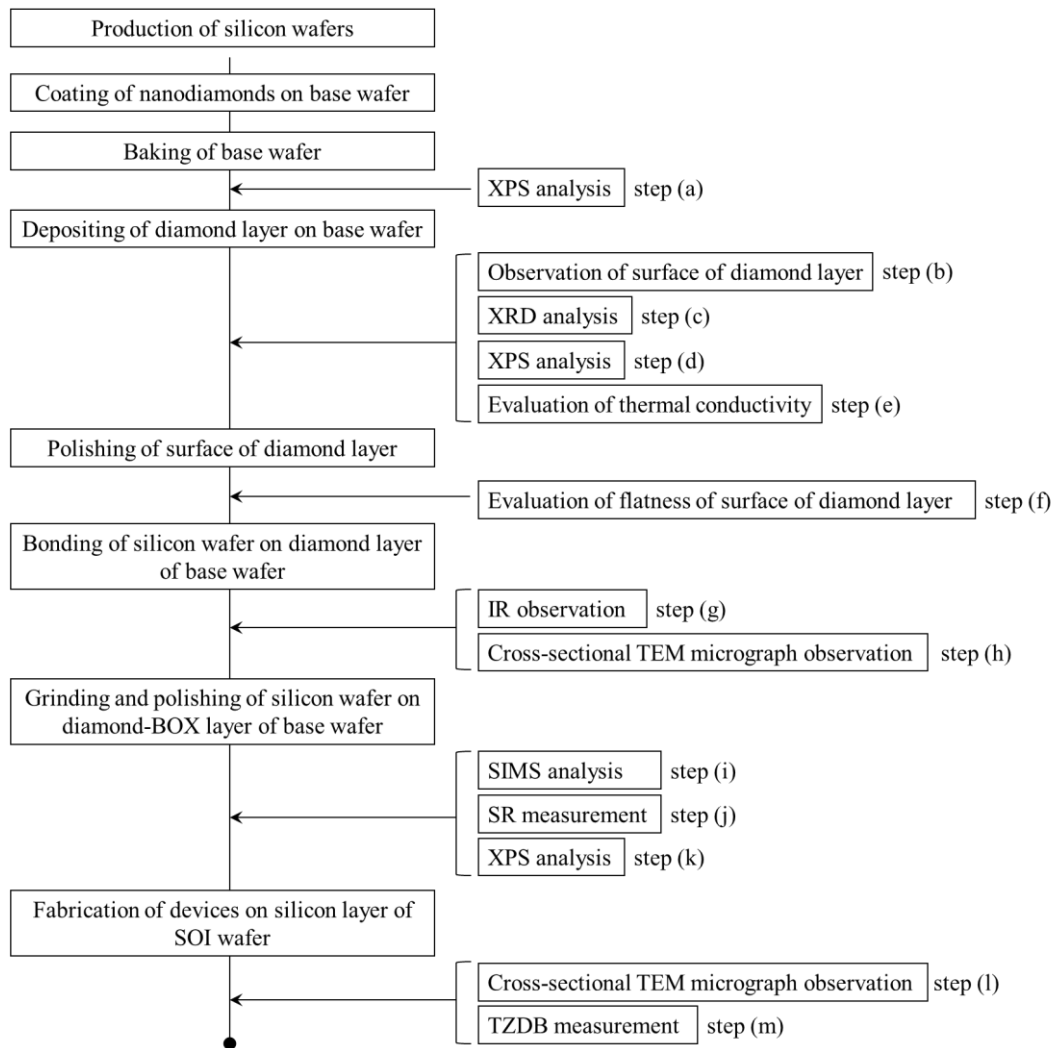 Production of silicon wafers
Coating of nanodiamonds on base wafer
Baking of base wafer
XPS analysis step (a)
Depositing of diamond layer on base wafer
Observation of surface of diamond layer step (b)
XRD analysis step (c)
XPS analysis step (d)
Evaluation of thermal conductivity step (e)
Polishing of surface of diamond layer
Evaluation of flatness of surface of diamond layer step (f)
Bonding of silicon wafer on diamond layer
of base wafer
IR observation step (g)
Cross-sectional TEM micrograph observation step (h)
Grinding and polishing of silicon wafer on
diamond-BOX layer of base wafer
SIMS analysis step (i)
SR measurement step (j)
XPS analysis step (k)
Fabrication of devices on silicon layer of
SOI wafer
Cross-sectional TEM micrograph observation step (l)
TZDB measurement step (m)